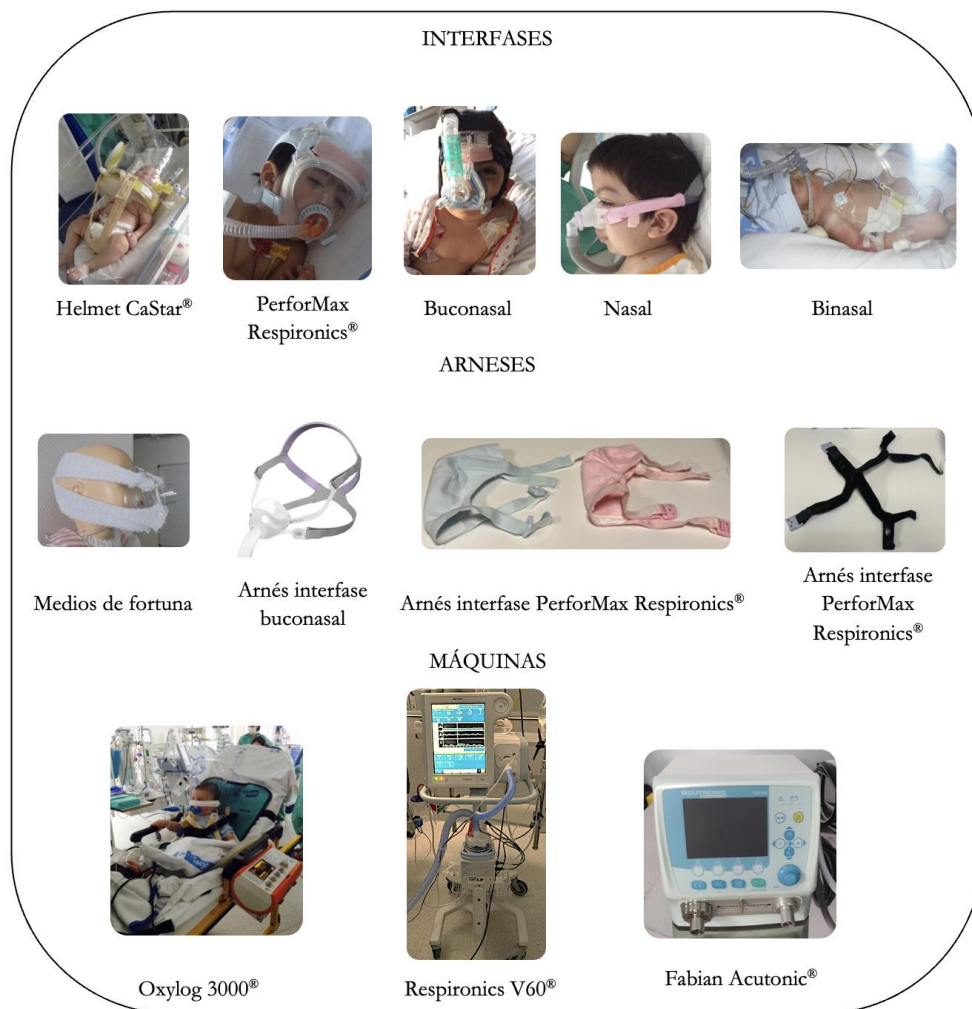 INTERFASES
Helmet CaStar®
PerforMax
Respironics®
Buconasal
Nasal
Binasal
ARNESES
Medios de fortuna
Arnés interfase
buconasal
Arnés interfase PerforMax Respironics®
Arnés interfase
PerforMax
Respironics®
MÁQUINAS
ACUTRONIC
Oxylog 3000®
Respironics V60®
Fabian Acutonic®